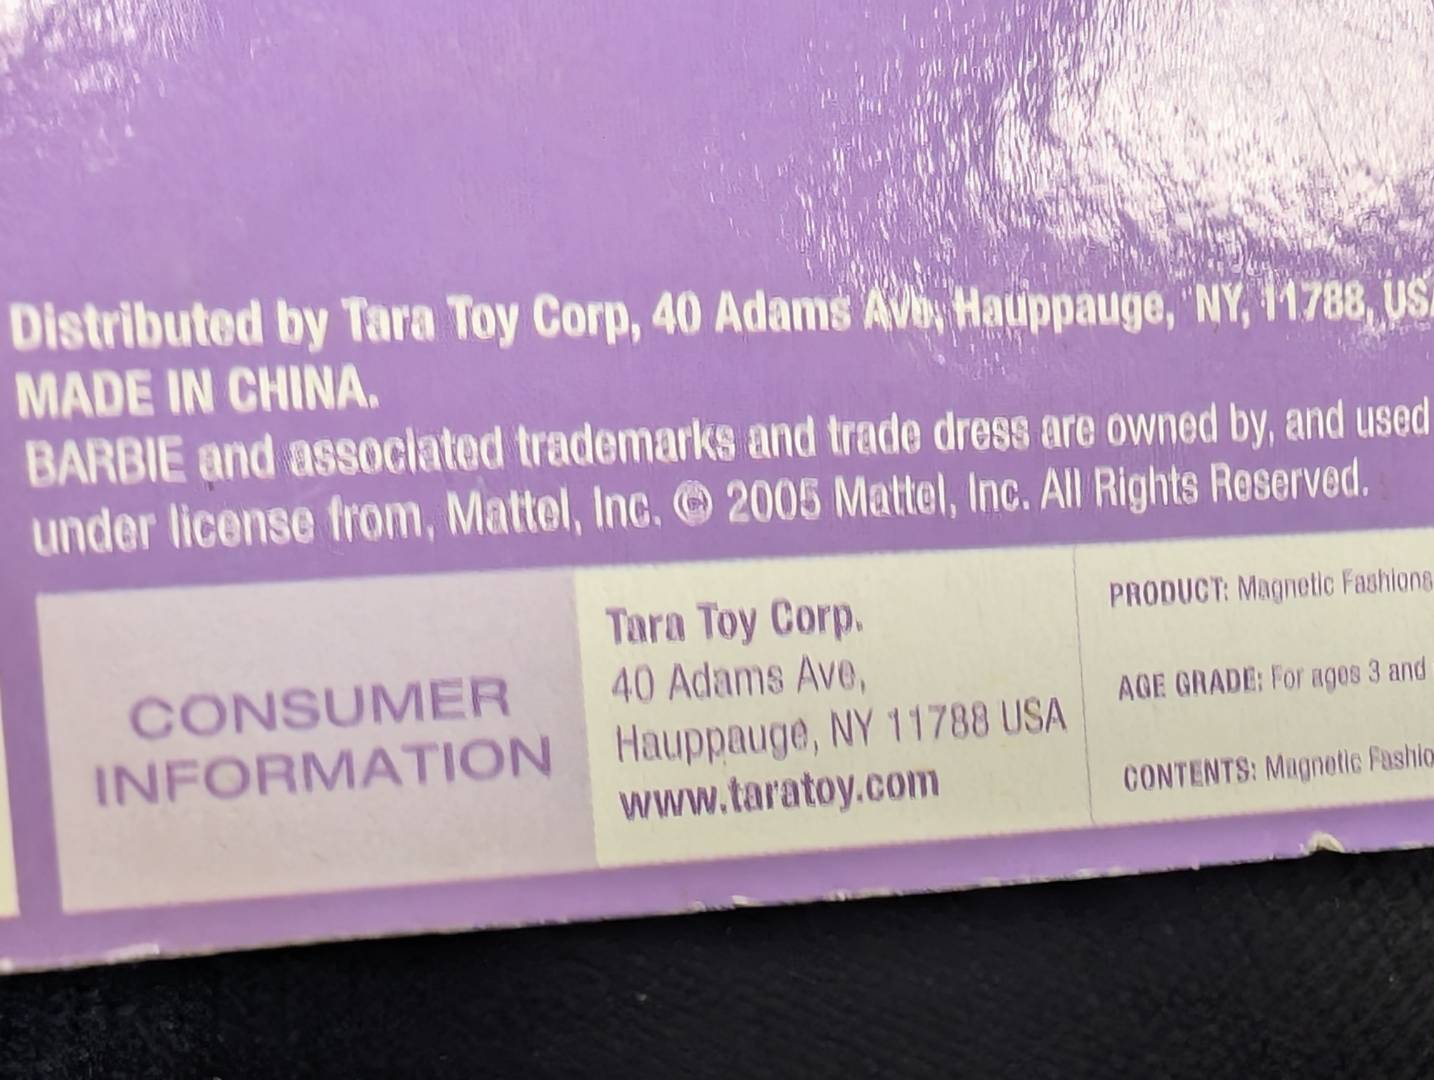 Distributed by Tara Toy Corp, 40 Adams Ave, Hauppauge, NY, 11788, USA
MADE IN CHINA.
BARBIE and associated trademarks and trade dress are owned by, and used
under license from, Mattel, Inc. © 2005 Mattel, Inc. All Rights Reserved.
CONSUMER
INFORMATION
Tara Toy Corp.
40 Adams Ave,
Hauppauge, NY 11788 USA
www.taratoy.com
PRODUCT: Magnetic Fashions
AGE GRADE: For ages 3 and
CONTENTS: Magnetic Fashio